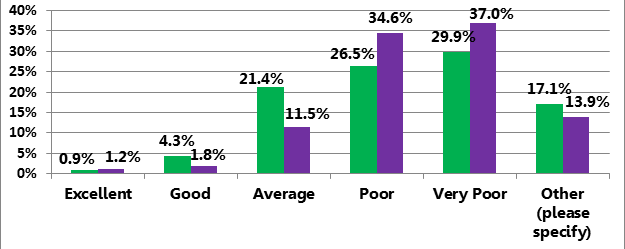 40%
35%
30%
25%
20%
15%
10%
5%
0%
0.9%
1.2%
4.3%
1.8%
21.4%
11.5%
26.5%
34.6%
29.9%
37.0%
17.1%
13.9%
Excellent
Good
Average
Poor
Very Poor
Other
(please
specify)